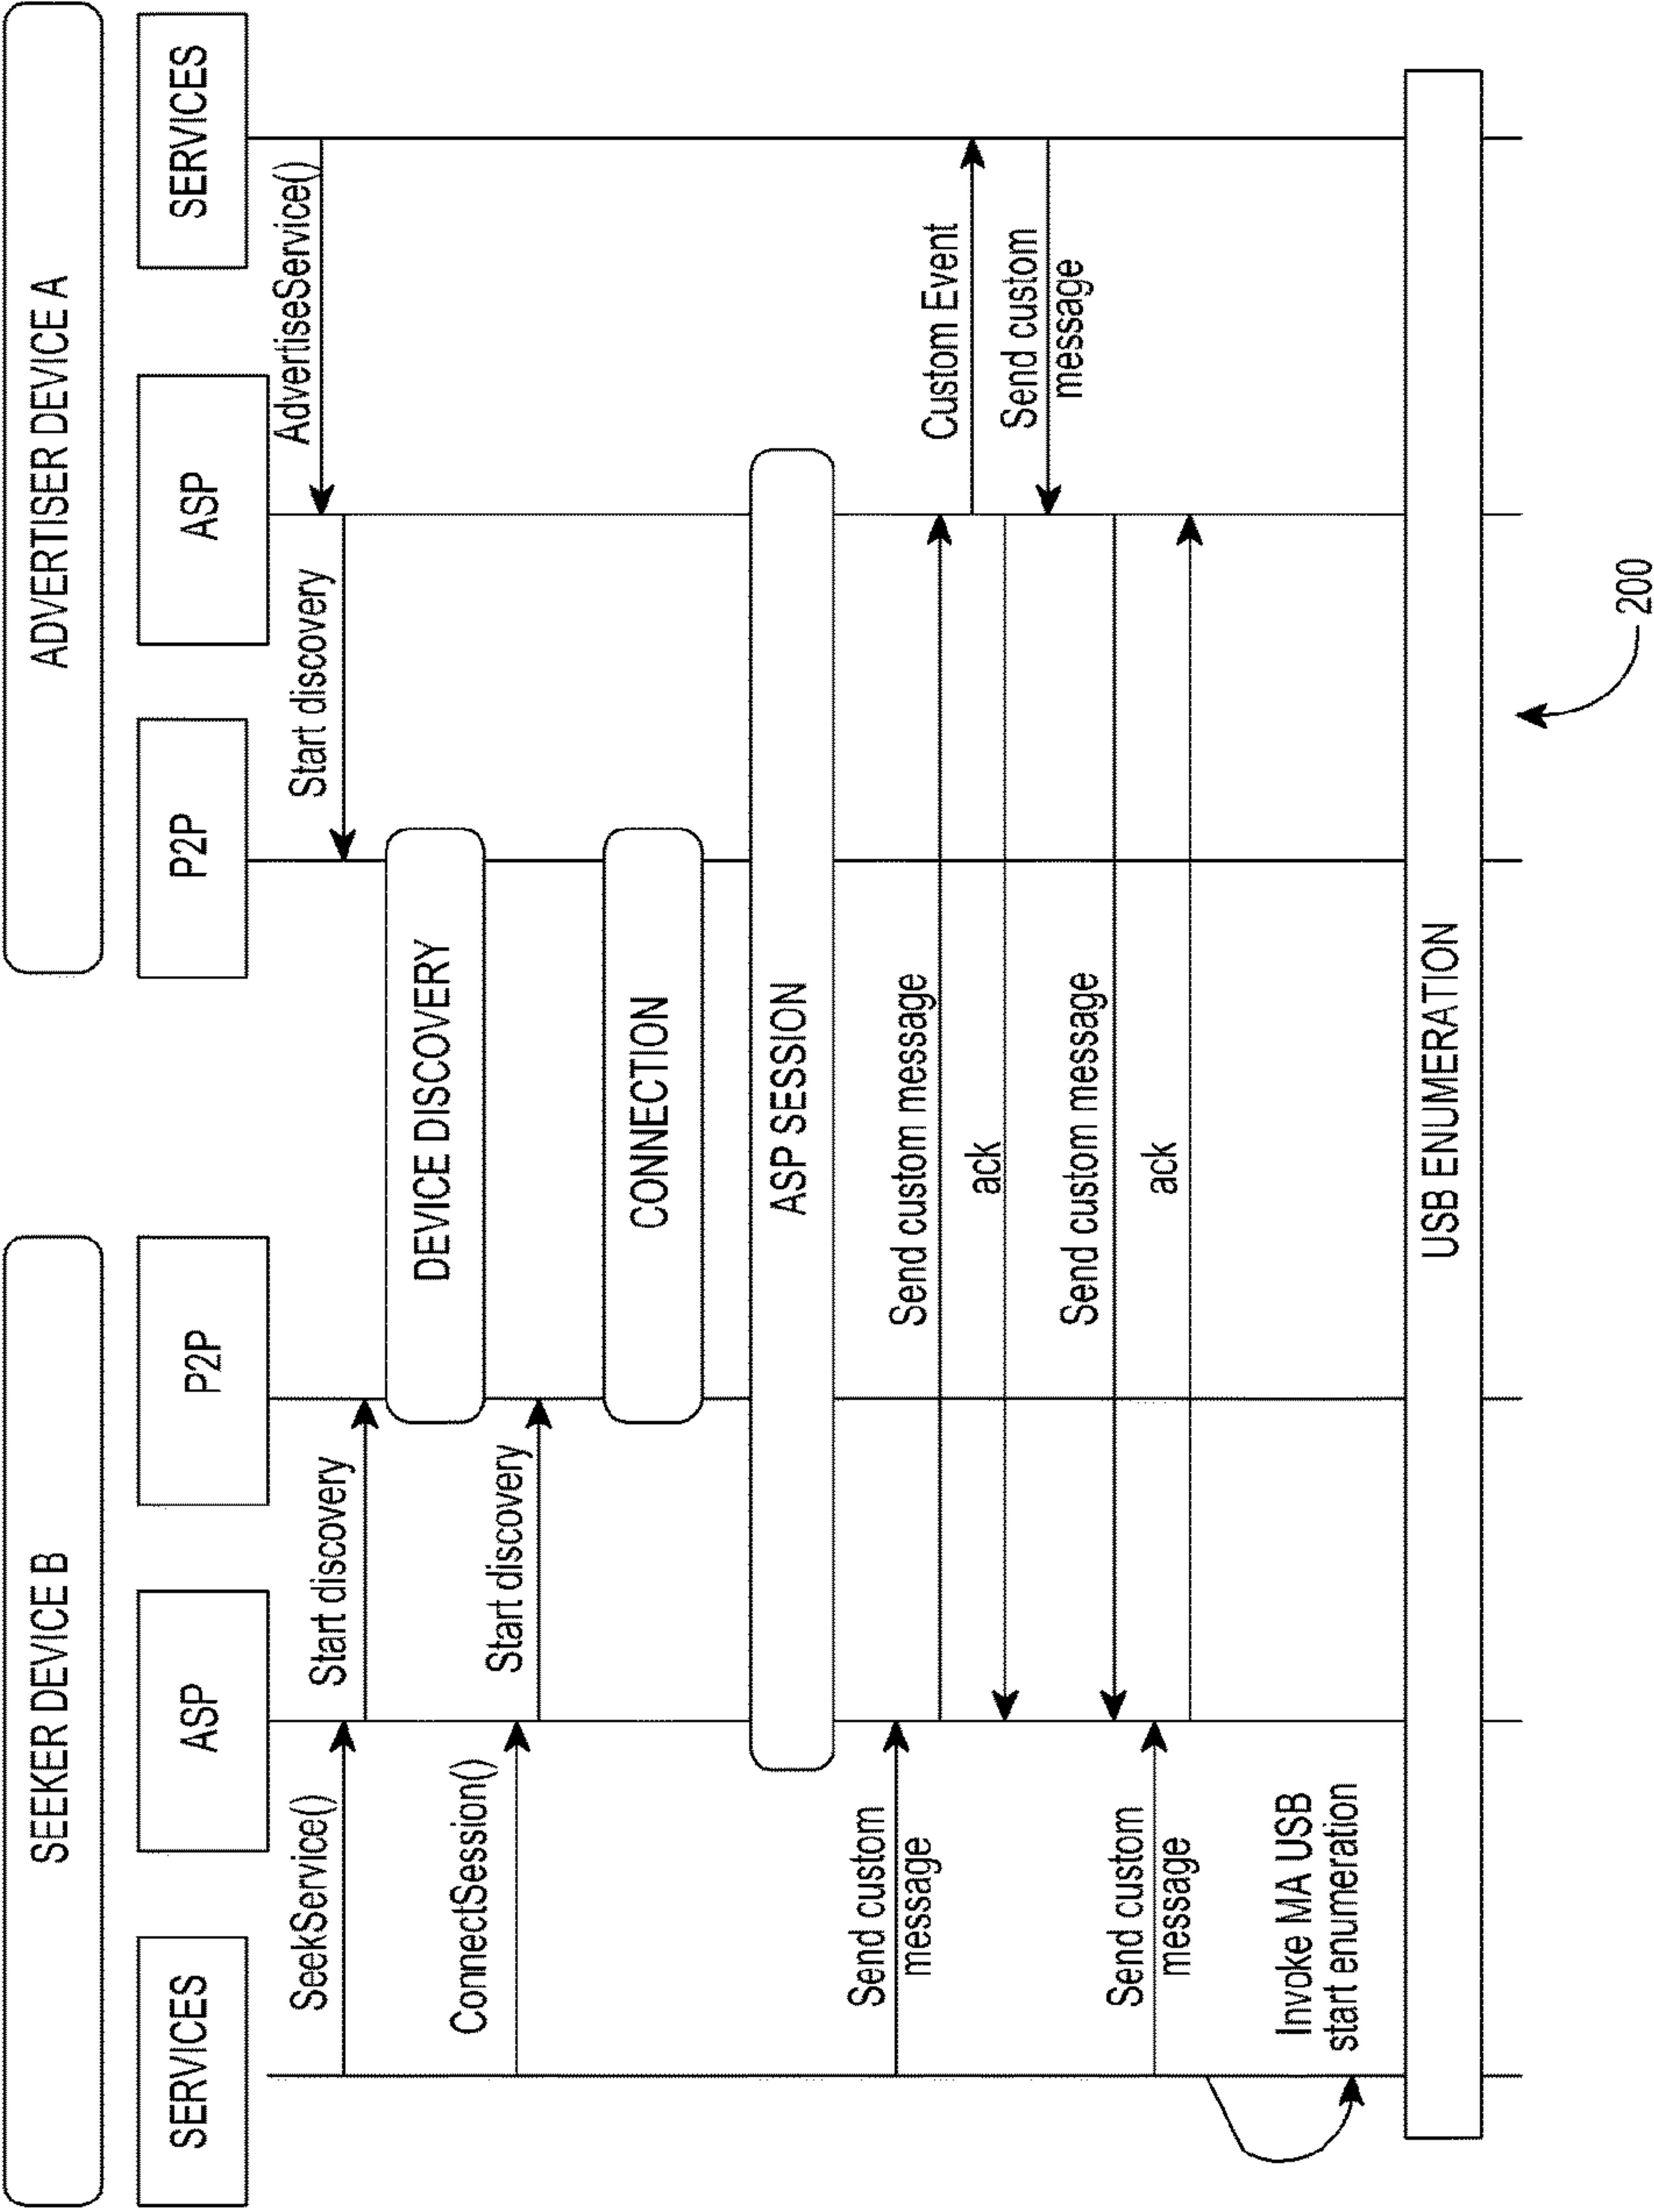 SEEKER DEVICE B
ADVERTISER DEVICE A
SERVICES
ASP
P2P
P2P
ASP
SERVICES
AdvertiseService()
SeekService()
Start discovery
Start discovery
DEVICE DISCOVERY
ConnectSession()
Start discovery
CONNECTION
ASP SESSION
Send custom
message
Send custom message
Custom Event
ack
Send custom
message
Send custom message
Send custom
message
ack
Invoke MA USB
start enumeration
USB ENUMERATION
200